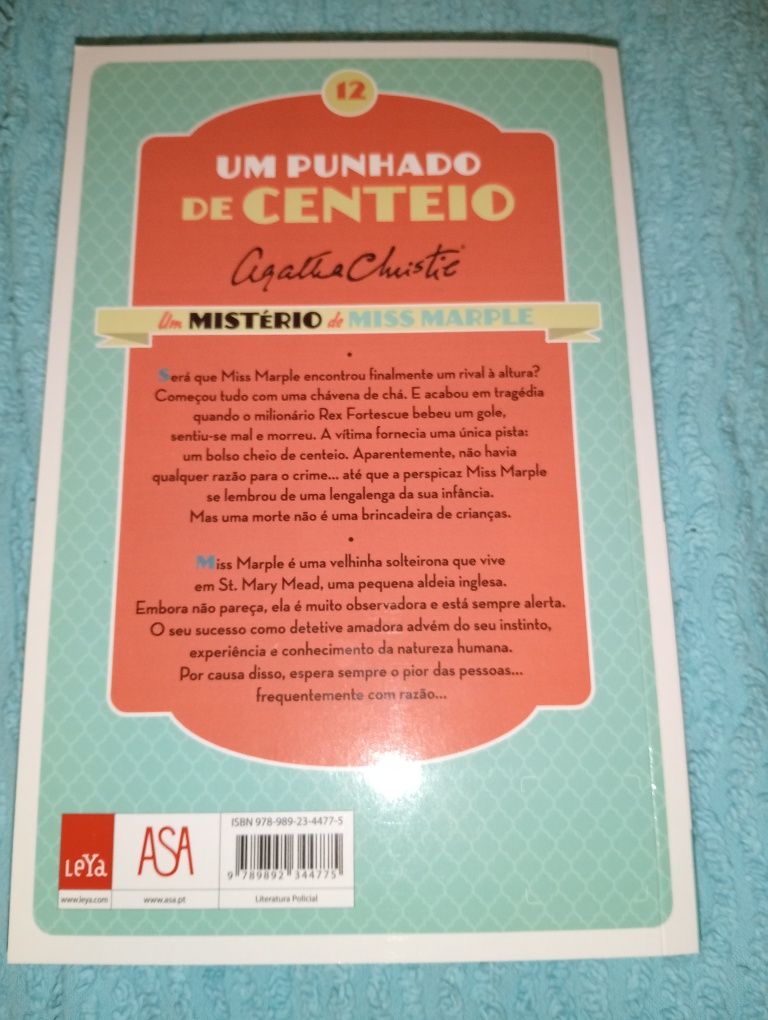 12
UM PUNHADO
DE CENTEIO
Agatha Christie®
Um MISTÉRIO de MISS MARPLE
•
Será que Miss Marple encontrou finalmente um rival à altura?
Começou tudo com uma chávena de chá. E acabou em tragédia
quando o milionário Rex Fortescue bebeu um gole,
sentiu-se mal e morreu. A vítima fornecia uma única pista:
um bolso cheio de centeio. Aparentemente, não havia
qualquer razão para o crime... até que a perspicaz Miss Marple
se lembrou de uma lengalenga da sua infância.
Mas uma morte não é uma brincadeira de crianças.
•
Miss Marple é uma velhinha solteirona que vive
em St. Mary Mead, uma pequena aldeia inglesa.
Embora não pareça, ela é muito observadora e está sempre alerta.
O seu sucesso como detetive amadora advém do seu instinto,
experiência e conhecimento da natureza humana.
Por causa disso, espera sempre o pior das pessoas...
frequentemente com razão...
ISBN 978-989-23-4477-5
LEYA
ASA
9 789892 344775
www.leya.com
www.asa.pt
Literatura Policial